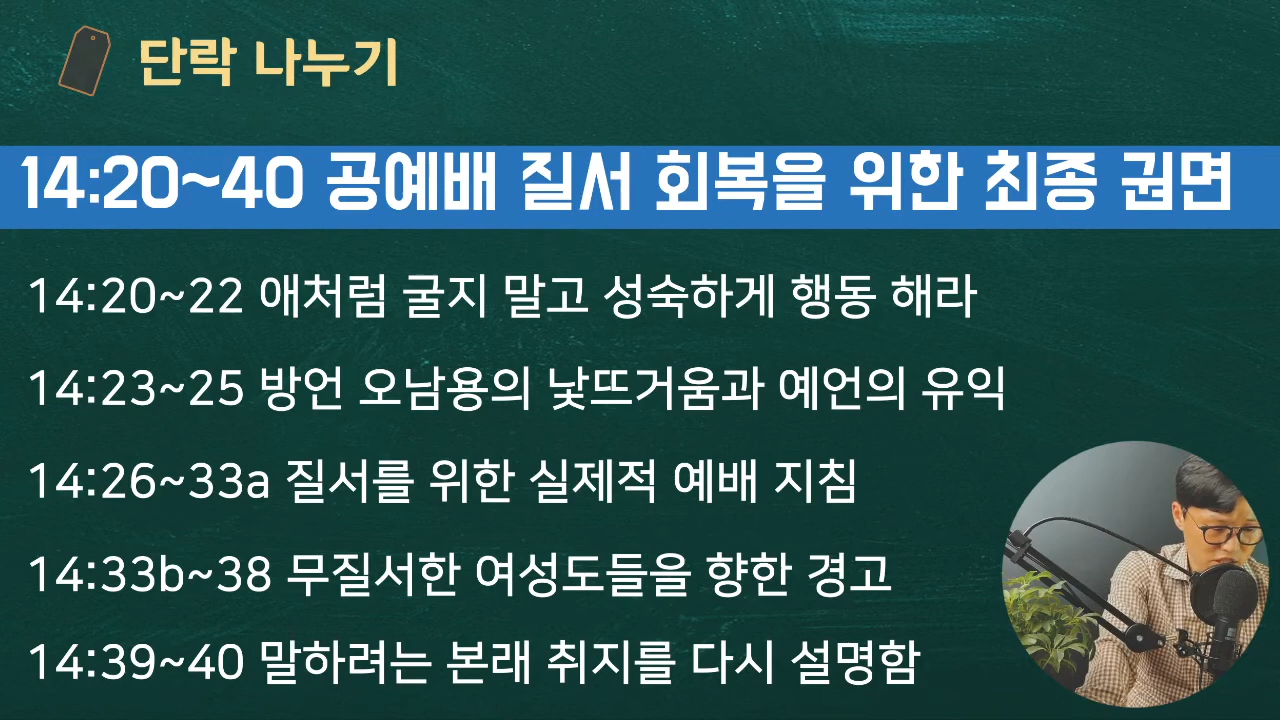 단락 나누기
14:20~40 공예배 질서 회복을 위한 최종 권면
14:20~22 애처럼 굴지 말고 성숙하게 행동 해라
14:23~25 방언 오남용의 낯뜨거움과 예언의 유익
14:26~33a 질서를 위한 실제적 예배 지침
14:33b~38 무질서한 여성도들을 향한 경고
14:39~40 말하려는 본래 취지를 다시 설명함